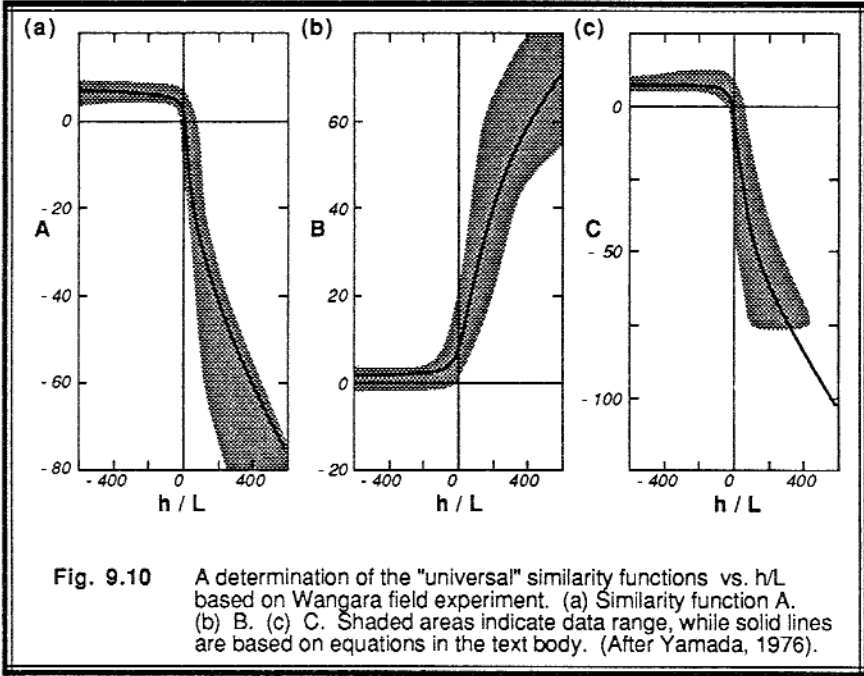 (a)
(b)
(c)
0
- 20
A
- 40
- 60
- 80
- 400
0
400
h / L
60
40
B
20
0
- 20
- 400
0
400
h / L
0
- 50
C
- 100
- 400
0
400
h / L
Fig. 9.10 A determination of the "universal" similarity functions vs. h/L
based on Wangara field experiment. (a) Similarity function A.
(b) B. (c) C. Shaded areas indicate data range, while solid lines
are based on equations in the text body. (After Yamada, 1976).